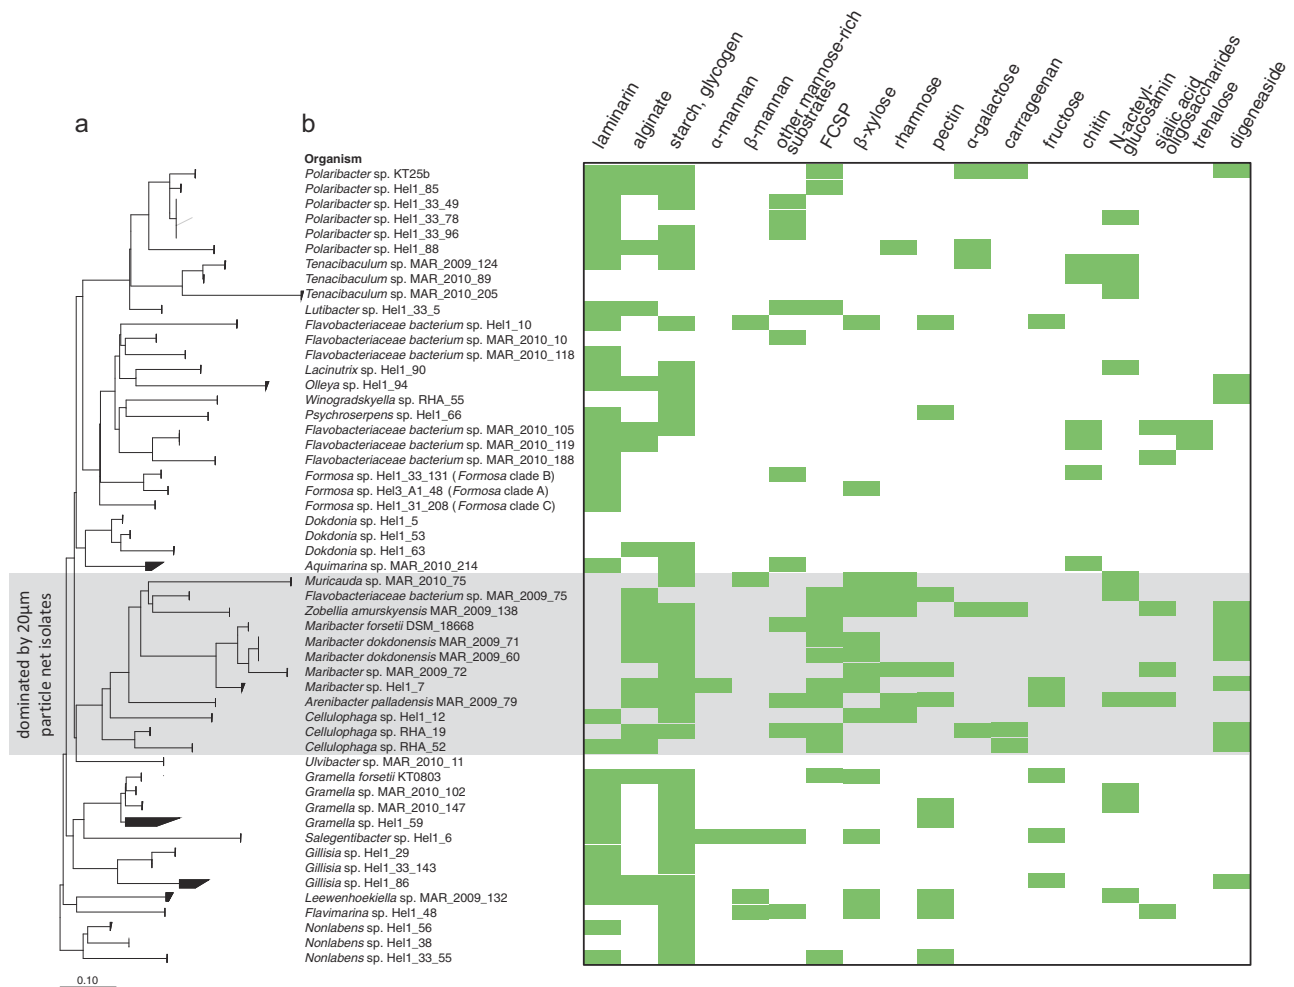 a
b
laminarin
alginate
starch, glycogen
α-mannan
β-mannan
other mannose-rich
substrates
FCSP
β-xylose
rhamnose
pectin
α-galactose
carrageenan
fructose
chitin
N-acteyl-
glucosamin
sialic acid
oligosaccharides
trehalose
digeneaside
Organism
Polaribacter sp. KT25b
Polaribacter sp. Hel1_85
Polaribacter sp. Hel1_33_49
Polaribacter sp. Hel1_33_78
Polaribacter sp. Hel1_33_96
Polaribacter sp. Hel1_88
Tenacibaculum sp. MAR_2009_124
Tenacibaculum sp. MAR_2010_89
Tenacibaculum sp. MAR_2010_205
Lutibacter sp. Hel1_33_5
Flavobacteriaceae bacterium sp. Hel1_10
Flavobacteriaceae bacterium sp. MAR_2010_10
Flavobacteriaceae bacterium sp. MAR_2010_118
Lacinutrix sp. Hel1_90
Olleya sp. Hel1_94
Winogradskyella sp. RHA_55
Psychroserpens sp. Hel1_66
Flavobacteriaceae bacterium sp. MAR_2010_105
Flavobacteriaceae bacterium sp. MAR_2010_119
Flavobacteriaceae bacterium sp. MAR_2010_188
Formosa sp. Hel1_33_131 (Formosa clade B)
Formosa sp. Hel3_A1_48 (Formosa clade A)
Formosa sp. Hel1_31_208 (Formosa clade C)
Dokdonia sp. Hel1_5
Dokdonia sp. Hel1_53
Dokdonia sp. Hel1_63
Aquimarina sp. MAR_2010_214
Muricauda sp. MAR_2010_75
Flavobacteriaceae bacterium sp. MAR_2009_75
Zobellia amurskyensis MAR_2009_138
Maribacter forsetii DSM_18668
Maribacter dokdonensis MAR_2009_71
Maribacter dokdonensis MAR_2009_60
Maribacter sp. MAR_2009_72
Maribacter sp. Hel1_7
Arenibacter palladensis MAR_2009_79
Cellulophaga sp. Hel1_12
Cellulophaga sp. RHA_19
Cellulophaga sp. RHA_52
Ulvibacter sp. MAR_2010_11
Gramella forsetii KT0803
Gramella sp. MAR_2010_102
Gramella sp. MAR_2010_147
Gramella sp. Hel1_59
Salegentibacter sp. Hel1_6
Gillisia sp. Hel1_29
Gillisia sp. Hel1_33_143
Gillisia sp. Hel1_86
Leewenhoekiella sp. MAR_2009_132
Flavimarina sp. Hel1_48
Nonlabens sp. Hel1_56
Nonlabens sp. Hel1_38
Nonlabens sp. Hel1_33_55
dominated by 20μm
particle net isolates
0.10